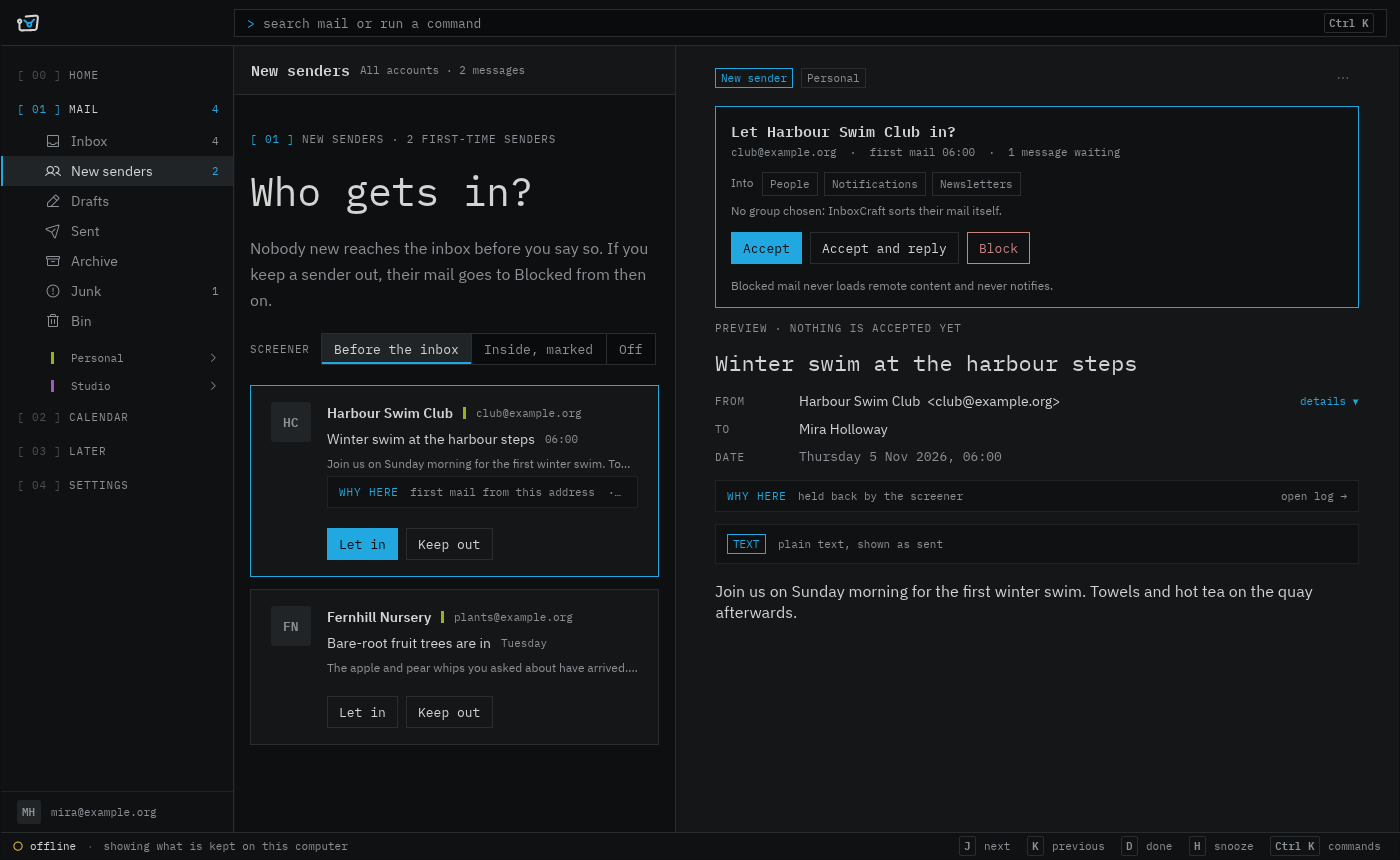 > search mail or run a command
Ctrl K
[ 00 ] HOME
[ 01 ] MAIL 4
Inbox 4
New senders 2
Drafts
Sent
Archive
Junk 1
Bin
Personal
Studio
[ 02 ] CALENDAR
[ 03 ] LATER
[ 04 ] SETTINGS
MH mira@example.org
New senders All accounts · 2 messages
[ 01 ] NEW SENDERS · 2 FIRST-TIME SENDERS
Who gets in?
Nobody new reaches the inbox before you say so. If you
keep a sender out, their mail goes to Blocked from then
on.
SCREENER Before the inbox Inside, marked Off
HC
Harbour Swim Club club@example.org
Winter swim at the harbour steps 06:00
Join us on Sunday morning for the first winter swim. To…
WHY HERE first mail from this address ·…
Let in Keep out
FN
Fernhill Nursery plants@example.org
Bare-root fruit trees are in Tuesday
The apple and pear whips you asked about have arrived.…
Let in Keep out
New sender Personal ···
Let Harbour Swim Club in?
club@example.org · first mail 06:00 · 1 message waiting
Into People Notifications Newsletters
No group chosen: InboxCraft sorts their mail itself.
Accept Accept and reply Block
Blocked mail never loads remote content and never notifies.
PREVIEW · NOTHING IS ACCEPTED YET
Winter swim at the harbour steps
FROM Harbour Swim Club <club@example.org> details ▾
TO Mira Holloway
DATE Thursday 5 Nov 2026, 06:00
WHY HERE held back by the screener open log →
TEXT plain text, shown as sent
Join us on Sunday morning for the first winter swim. Towels and hot tea on the quay
afterwards.
offline · showing what is kept on this computer
J next K previous D done H snooze Ctrl K commands